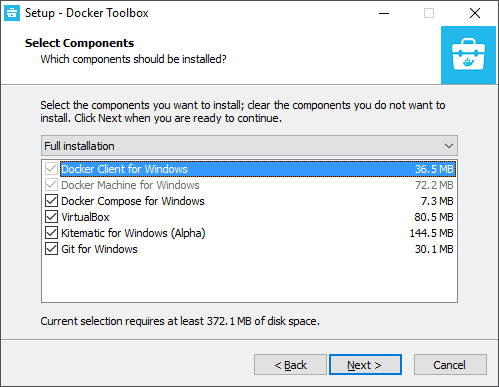 Setup - Docker Toolbox
Select Components
Which components should be installed?
Select the components you want to install; clear the components you do not want to
install. Click Next when you are ready to continue.
Full installation
Docker Client for Windows 36.5 MB
Docker Machine for Windows 72.2 MB
Docker Compose for Windows 7.3 MB
VirtualBox 80.5 MB
Kitematic for Windows (Alpha) 144.5 MB
Git for Windows 30.1 MB
Current selection requires at least 372.1 MB of disk space.
< Back Next > Cancel